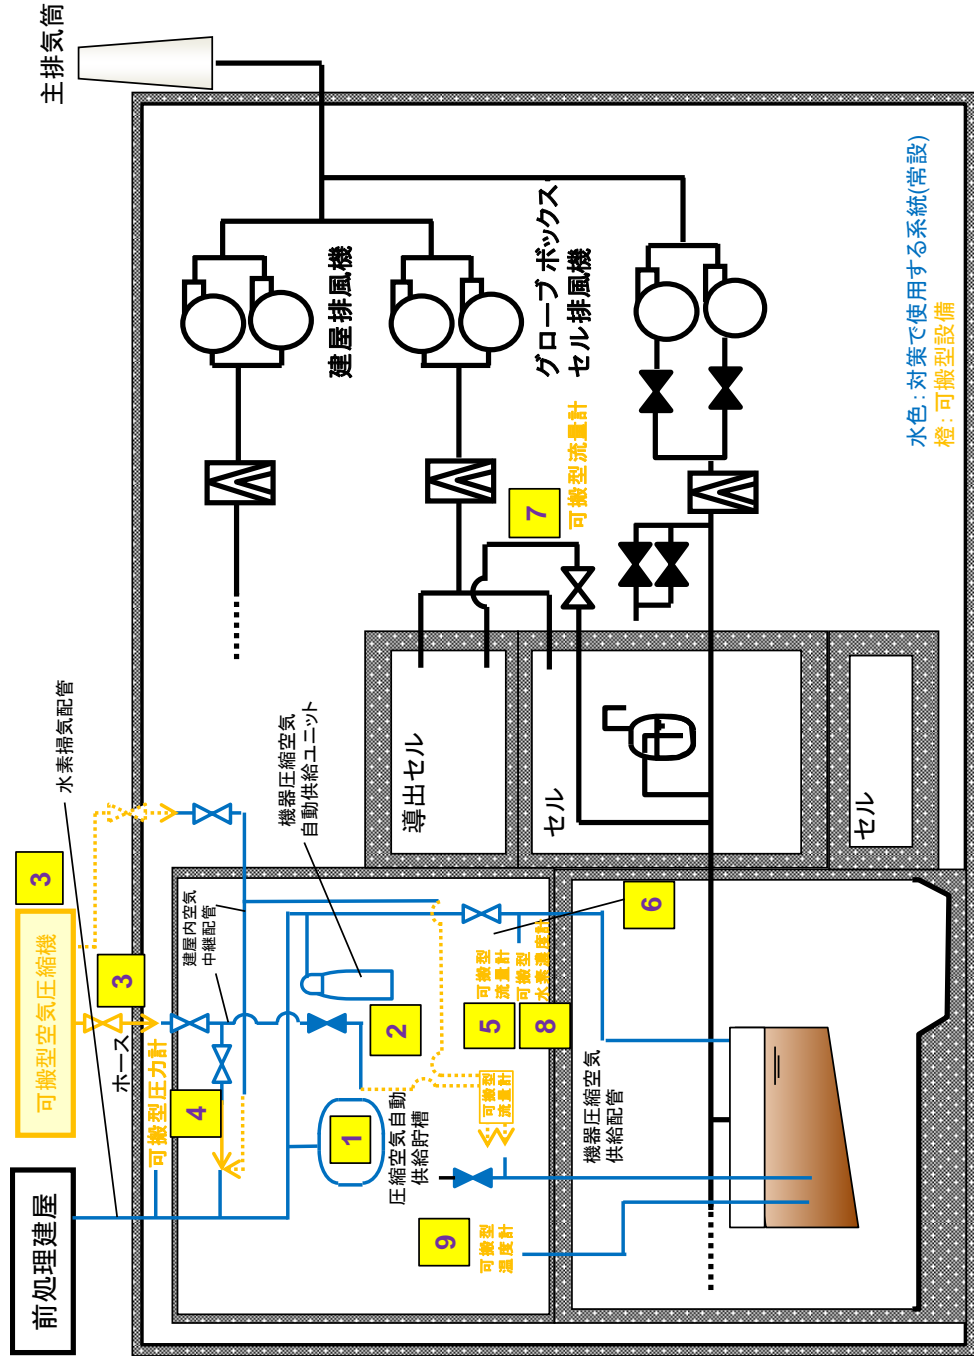 主排気筒
建屋排風機
グローブボックス・
セル排風機
水色:対策で使用する系統(常設)
橙:可搬型設備
可搬型流量計
7
水素掃気配管
機器圧縮空気
自動供給ユニット
導出セル
セル
セル
3
可搬型空気圧縮機
3
ホース
建屋内空気
中継配管
可搬型圧力計
4
2
1
圧縮空気自動
供給貯槽
6
可搬型
流量計
可搬型
水素濃度計
5
8
可搬型
流量計
機器圧縮空気
供給配管
9
可搬型
温度計
前処理建屋